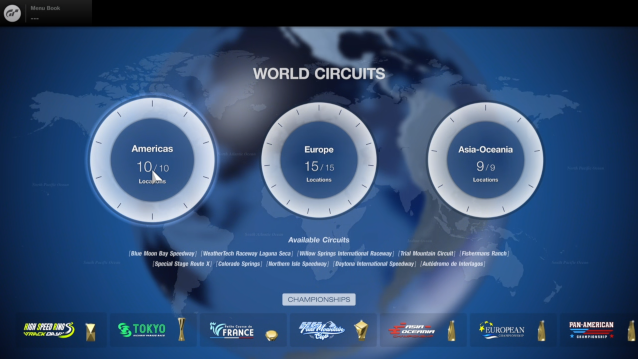 Menu Book
---
WORLD CIRCUITS
Americas
10 / 10
Locations
Europe
15 / 15
Locations
Asia-Oceania
9 / 9
Locations
Available Circuits
[Blue Moon Bay Speedway] [WeatherTech Raceway Laguna Seca] [Willow Springs International Raceway] [Trial Mountain Circuit] [Fishermans Ranch]
[Special Stage Route X] [Colorado Springs] [Northern Isle Speedway] [Daytona International Speedway] [Autódromo de Interlagos]
CHAMPIONSHIPS
HIGH SPEED RING
TRACK DAY
TOKYO
FRANCE
Cup
ASIA
OCEANIA
EUROPEAN
CHAMPIONSHIP
PAN-AMERICAN
CHAMPIONSHIP